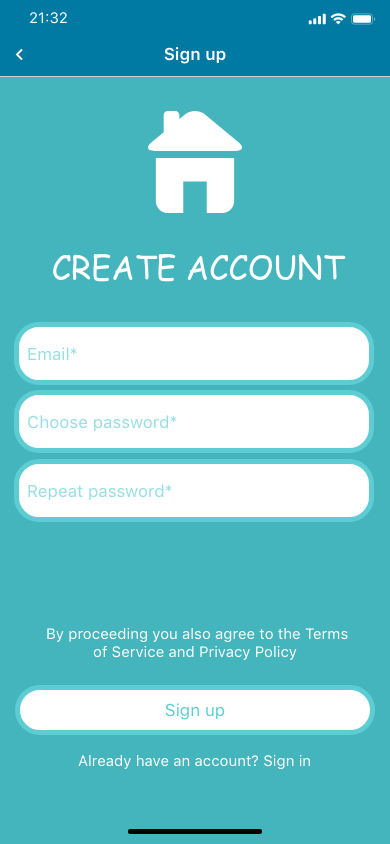 21:32
Sign up
CREATE ACCOUNT
Email*
Choose password*
Repeat password*
By proceeding you also agree to the Terms
of Service and Privacy Policy
Sign up
Already have an account? Sign in